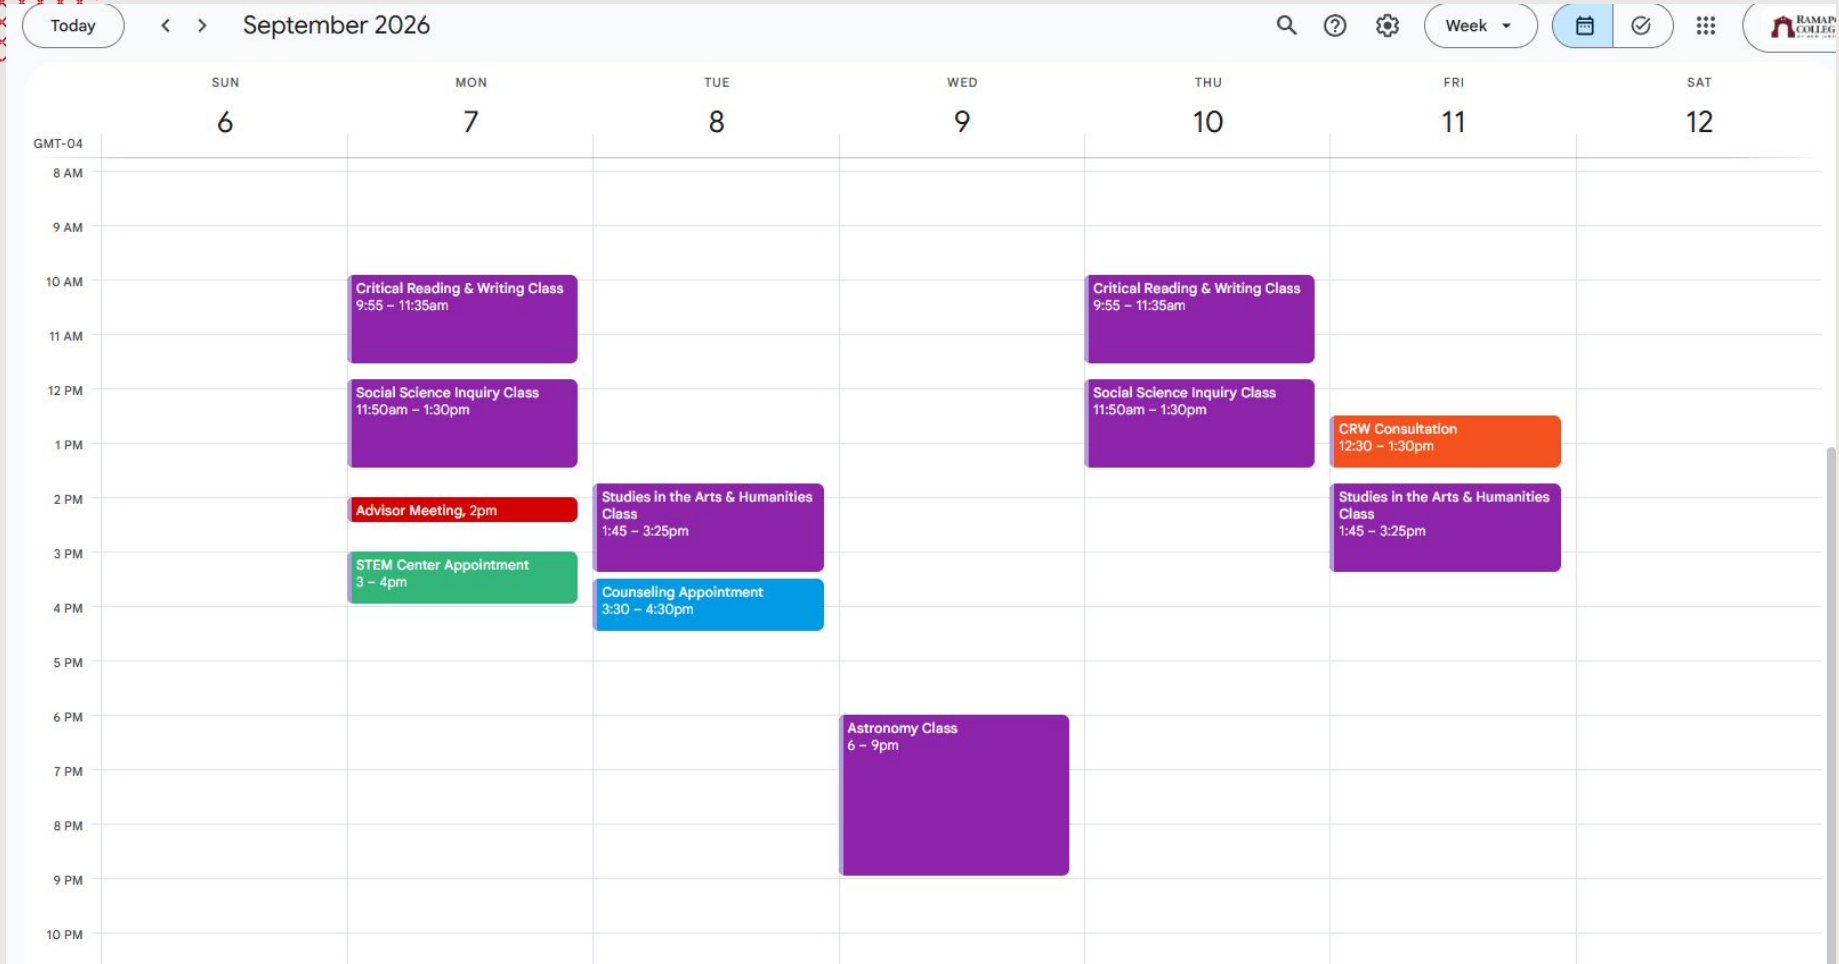 Today
September 2026
Week
RAMAP
COLLEG
SUN
MON
TUE
WED
THU
FRI
SAT
6
7
8
9
10
11
12
GMT-04
8 AM
9 AM
10 AM
11 AM
12 PM
1 PM
2 PM
3 PM
4 PM
5 PM
6 PM
7 PM
8 PM
9 PM
10 PM
Critical Reading & Writing Class
9:55 – 11:35am
Social Science Inquiry Class
11:50am – 1:30pm
Advisor Meeting, 2pm
STEM Center Appointment
3 – 4pm
Studies in the Arts & Humanities
Class
1:45 – 3:25pm
Counseling Appointment
3:30 – 4:30pm
Astronomy Class
6 – 9pm
Critical Reading & Writing Class
9:55 – 11:35am
Social Science Inquiry Class
11:50am – 1:30pm
CRW Consultation
12:30 – 1:30pm
Studies in the Arts & Humanities
Class
1:45 – 3:25pm